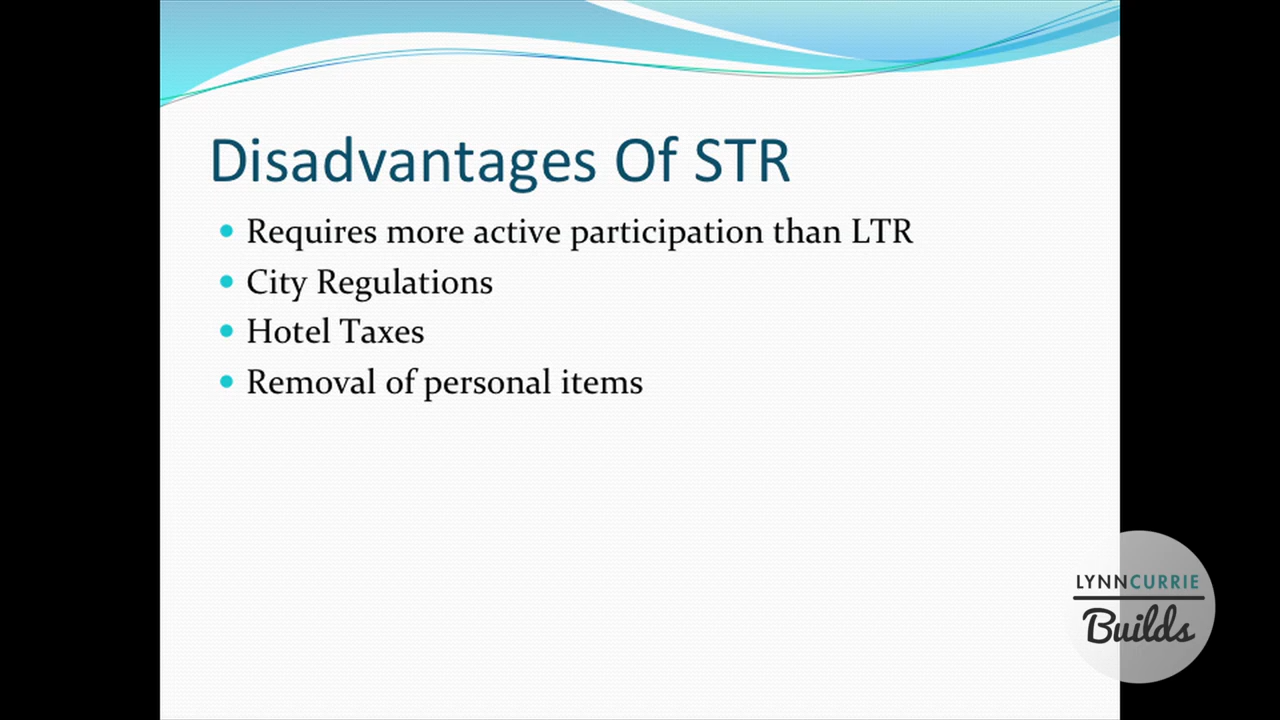 Disadvantages Of STR
Requires more active participation than LTR
City Regulations
Hotel Taxes
Removal of personal items
LYNNCURRIE
Builds